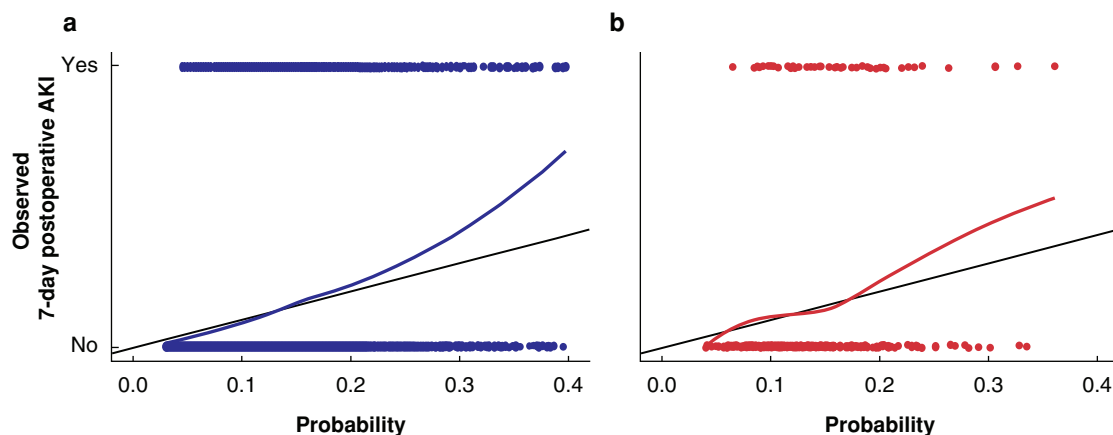 a
b
Yes
No
Observed
7-day postoperative AKI
0.0 0.1 0.2 0.3 0.4
0.0 0.1 0.2 0.3 0.4
Probability
Probability